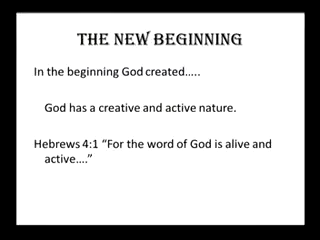 THE NEW BEGINNING
In the beginning God created…..
God has a creative and active nature.
Hebrews 4:1 “For the word of God is alive and
active….”